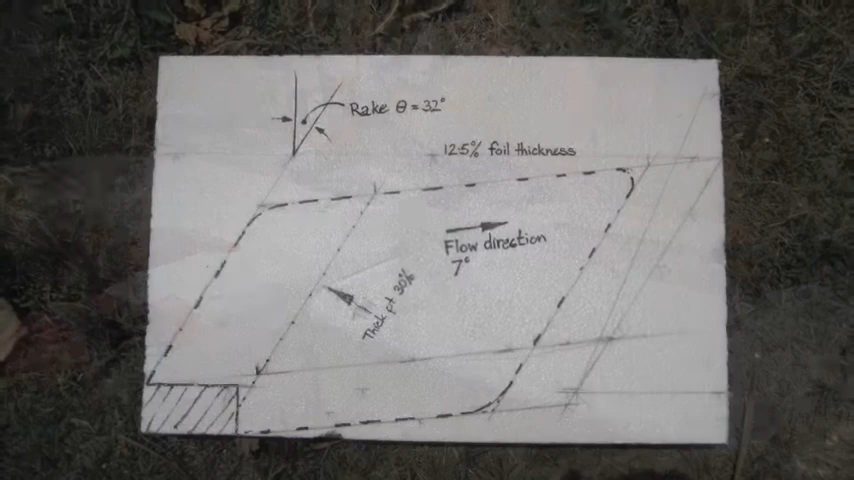 Rake θ = 32°
12.5% foil thickness
Flow direction
7°
Thick pt 30%